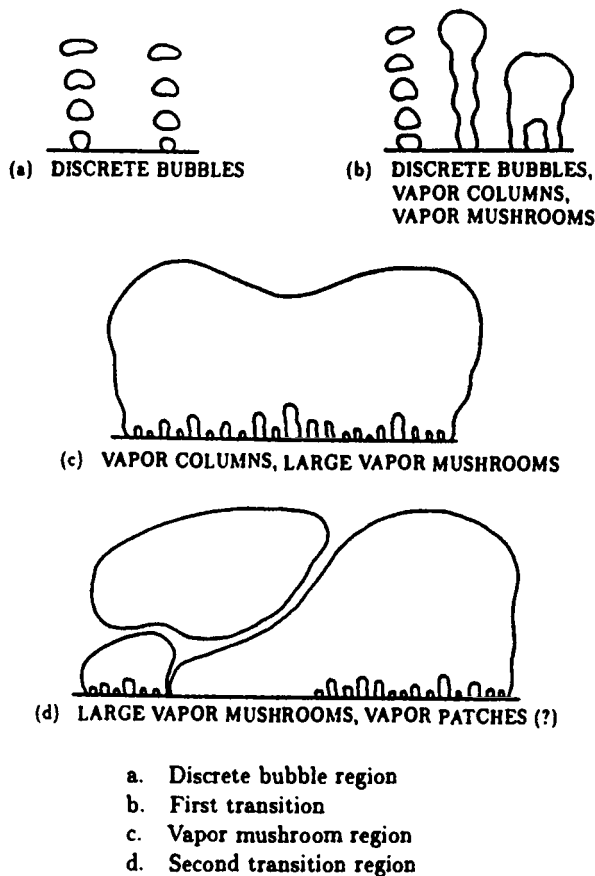 (a) DISCRETE BUBBLES
(b) DISCRETE BUBBLES,
VAPOR COLUMNS,
VAPOR MUSHROOMS
(c) VAPOR COLUMNS, LARGE VAPOR MUSHROOMS
(d) LARGE VAPOR MUSHROOMS, VAPOR PATCHES (?)
a. Discrete bubble region
b. First transition
c. Vapor mushroom region
d. Second transition region